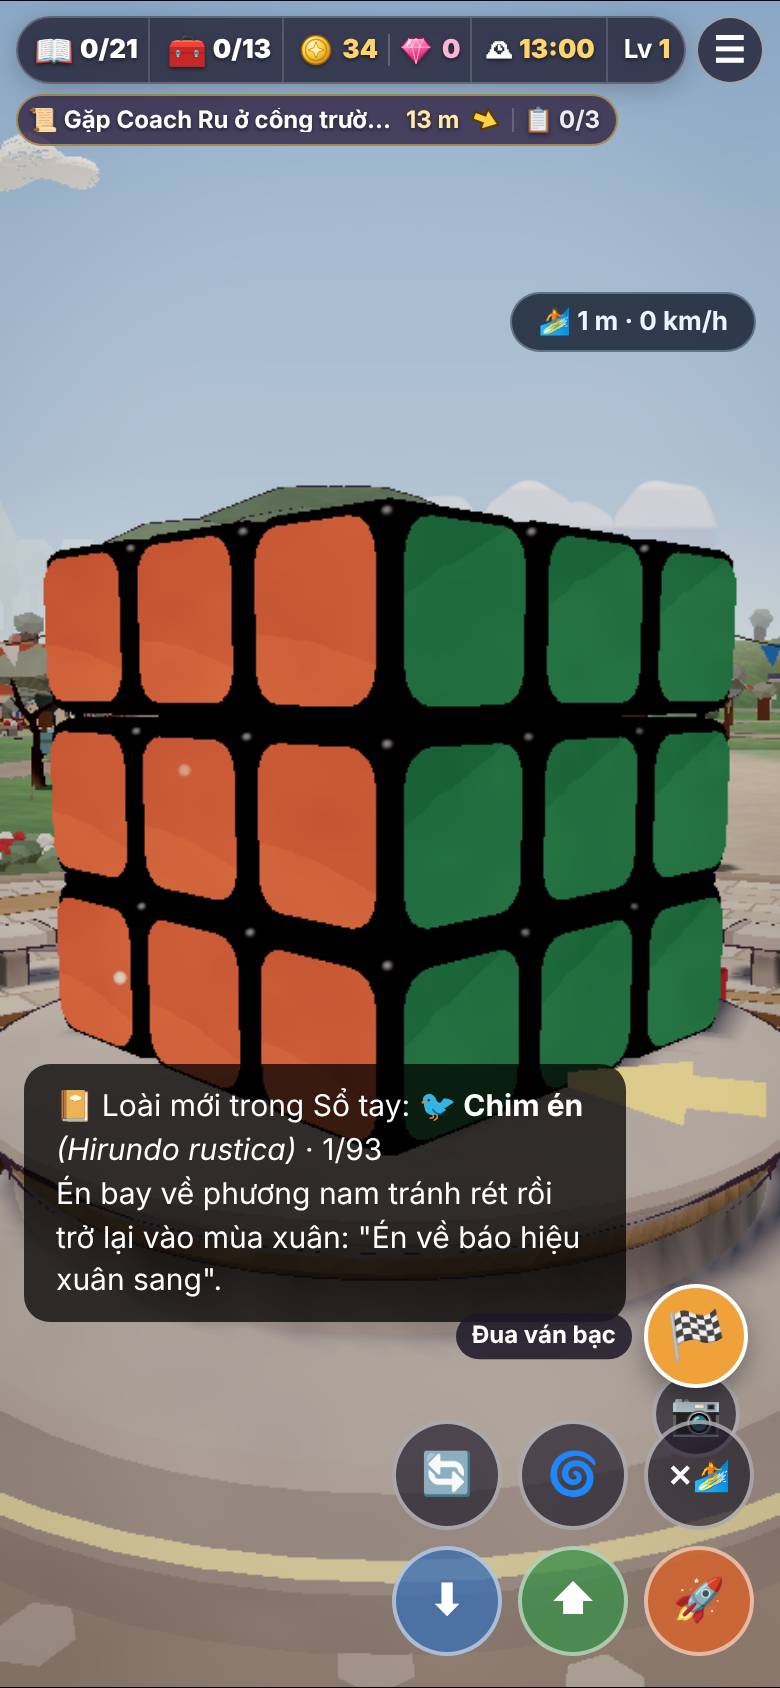 0/21 0/13 34 0 13:00 Lv 1
Gặp Coach Ru ở cổng trườ... 13 m 0/3
1 m · 0 km/h
Loài mới trong Sổ tay: Chim én
(Hirundo rustica) · 1/93
Én bay về phương nam tránh rét rồi
trở lại vào mùa xuân: "Én về báo hiệu
xuân sang".
Đua ván bạc
×